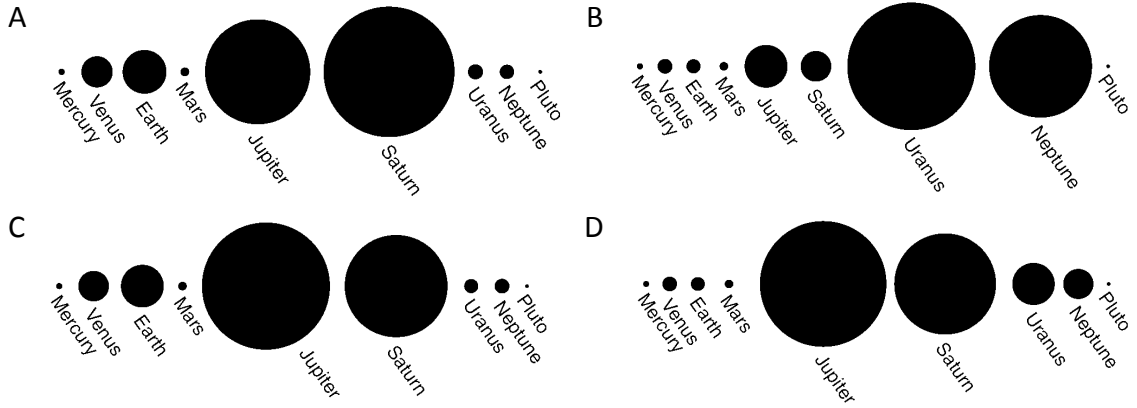 A
Mercury
Venus
Earth
Mars
Jupiter
Saturn
Uranus
Neptune
Pluto
B
Mercury
Venus
Earth
Mars
Jupiter
Saturn
Uranus
Neptune
Pluto
C
Mercury
Venus
Earth
Mars
Jupiter
Saturn
Uranus
Neptune
Pluto
D
Mercury
Venus
Earth
Mars
Jupiter
Saturn
Uranus
Neptune
Pluto